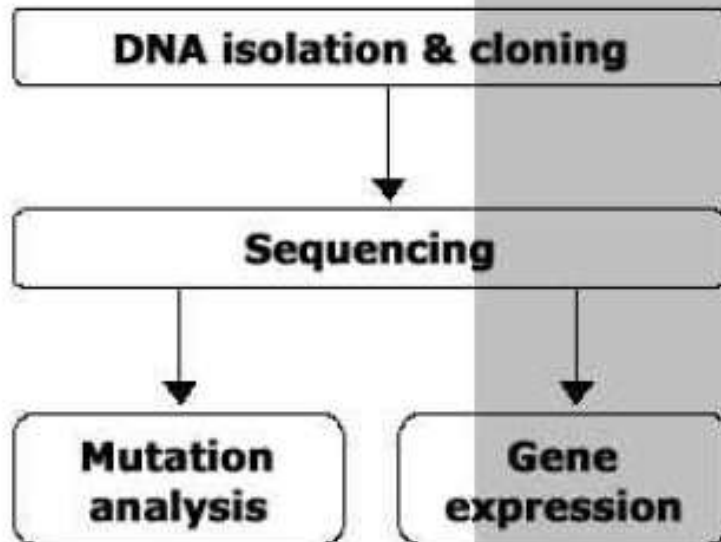 DNA isolation & cloning
Sequencing
Mutation
analysis
Gene
expression